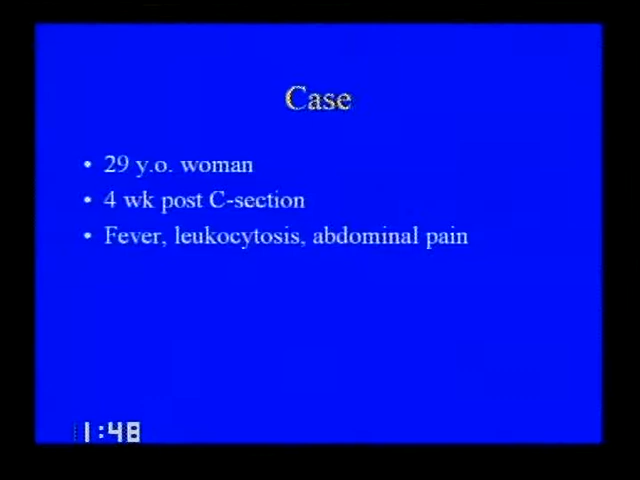 Case
• 29 y.o. woman
• 4 wk post C-section
• Fever, leukocytosis, abdominal pain
1:48